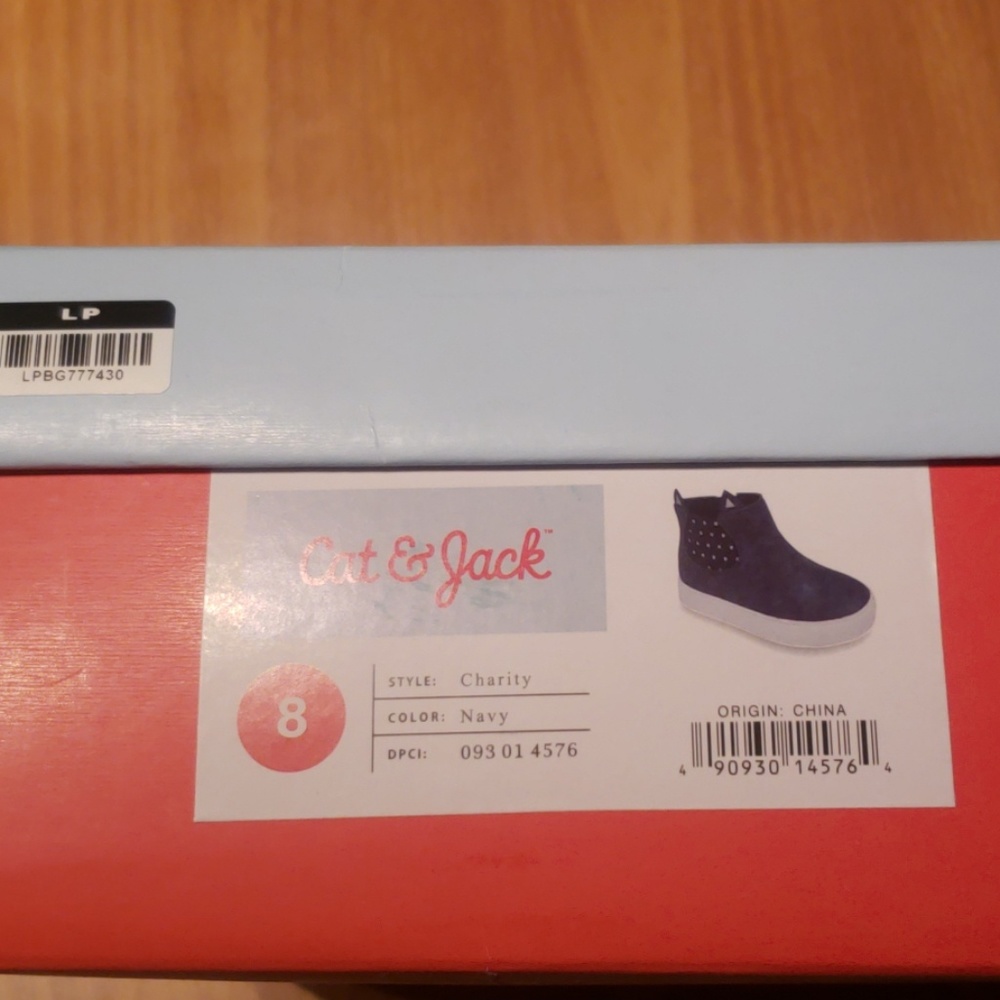 LP
LPBG777430
Cat & Jack™
8
STYLE: Charity
COLOR: Navy
DPCI: 093 01 4576
ORIGIN: CHINA
4 90930 14576 4